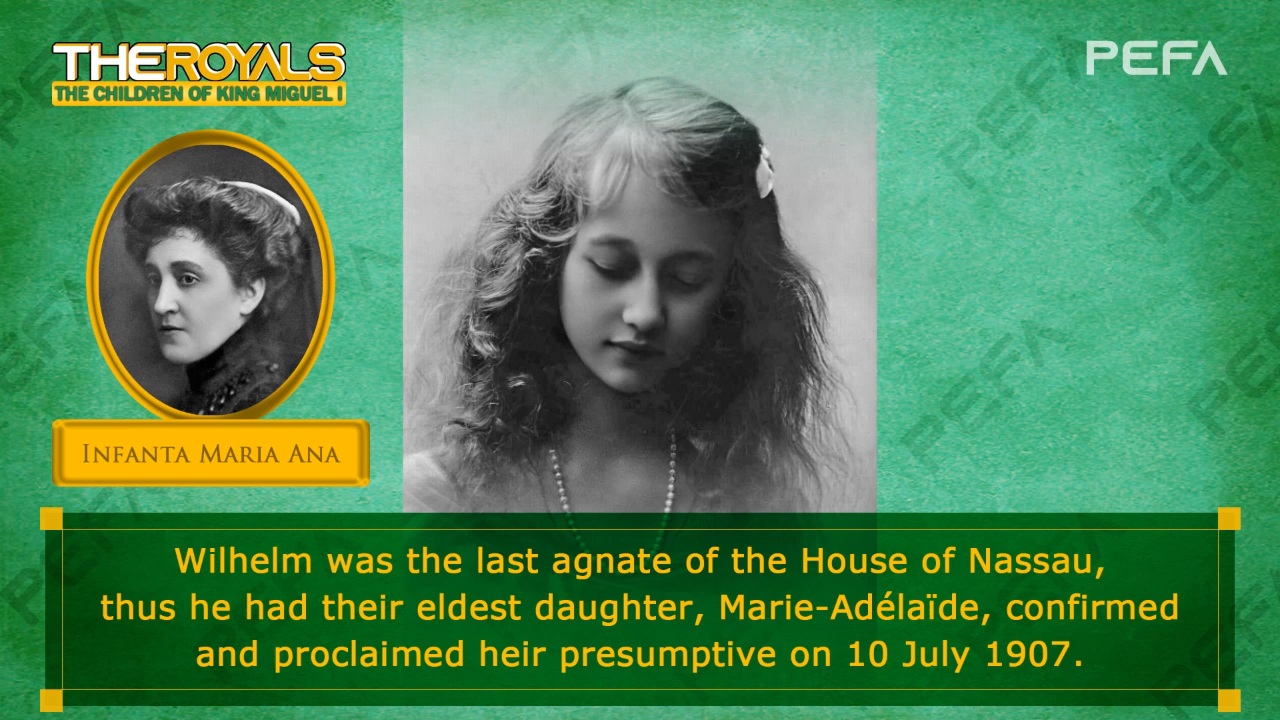 THEROYALS
THE CHILDREN OF KING MIGUEL I
PEFA
INFANTA MARIA ANA
Wilhelm was the last agnate of the House of Nassau,
thus he had their eldest daughter, Marie-Adélaïde, confirmed
and proclaimed heir presumptive on 10 July 1907.